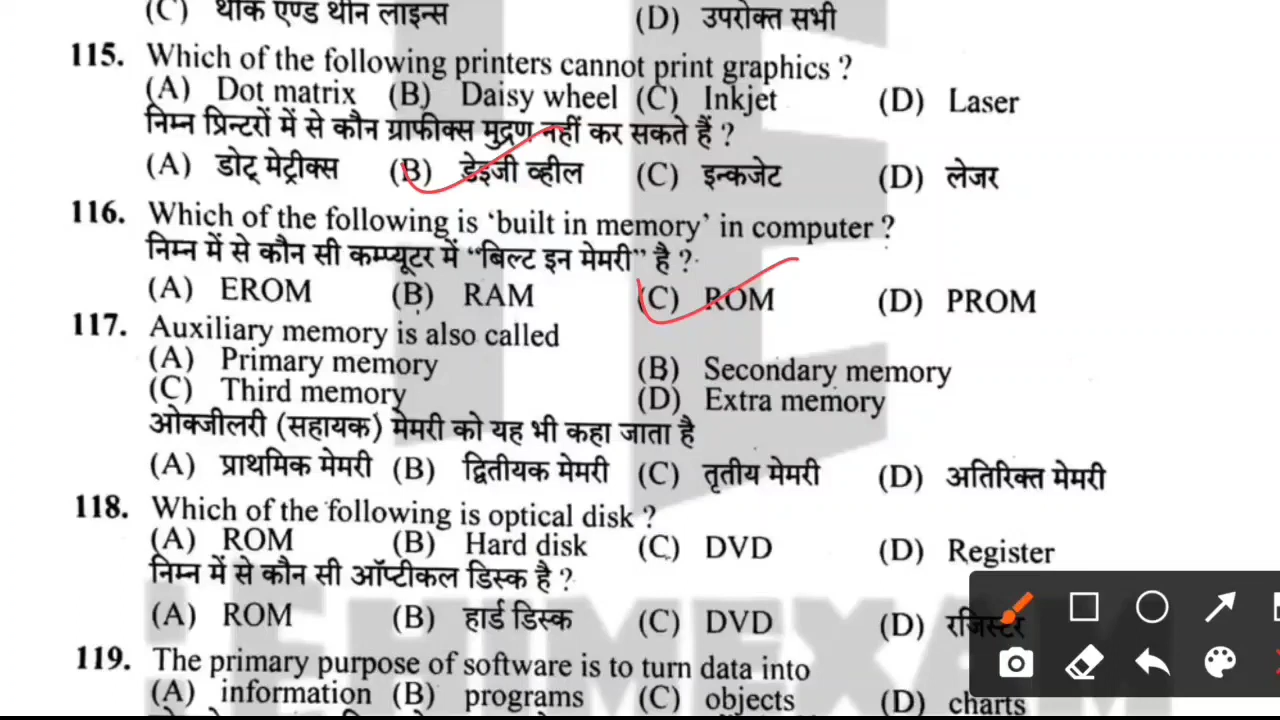 (C) थीक एण्ड थीन लाइन्स (D) उपरोक्त सभी
115. Which of the following printers cannot print graphics ?
(A) Dot matrix (B) Daisy wheel (C) Inkjet (D) Laser
निम्न प्रिन्टरों में से कौन ग्राफीक्स मुद्रण नहीं कर सकते हैं ?
(A) डोट् मेट्रीक्स (B) डेइजी व्हील (C) इन्कजेट (D) लेजर
116. Which of the following is ‘built in memory’ in computer ?
निम्न में से कौन सी कम्प्यूटर में “बिल्ट इन मेमरी” है ?
(A) EROM (B) RAM (C) ROM (D) PROM
117. Auxiliary memory is also called
(A) Primary memory (B) Secondary memory
(C) Third memory (D) Extra memory
ओक्जीलरी (सहायक) मेमरी को यह भी कहा जाता है
(A) प्राथमिक मेमरी (B) द्वितीयक मेमरी (C) तृतीय मेमरी (D) अतिरिक्त मेमरी
118. Which of the following is optical disk ?
(A) ROM (B) Hard disk (C) DVD (D) Register
निम्न में से कौन सी ऑप्टीकल डिस्क है ?
(A) ROM (B) हार्ड डिस्क (C) DVD (D) रजिस्टर
119. The primary purpose of software is to turn data into
(A) information (B) programs (C) objects (D) charts